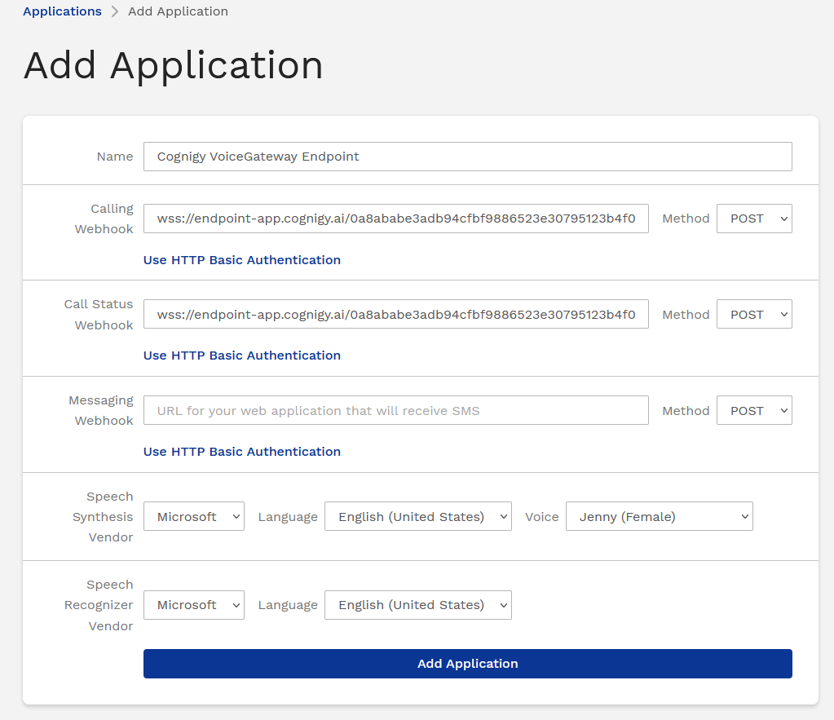 Applications > Add Application
Add Application
Name
Cognigy VoiceGateway Endpoint
Calling
Webhook
wss://endpoint-app.cognigy.ai/0a8ababe3adb94cfbf9886523e30795123b4f0
Method
POST
Use HTTP Basic Authentication
Call Status
Webhook
wss://endpoint-app.cognigy.ai/0a8ababe3adb94cfbf9886523e30795123b4f0
Method
POST
Use HTTP Basic Authentication
Messaging
Webhook
URL for your web application that will receive SMS
Method
POST
Use HTTP Basic Authentication
Speech
Synthesis
Vendor
Microsoft
Language
English (United States)
Voice
Jenny (Female)
Speech
Recognizer
Vendor
Microsoft
Language
English (United States)
Add Application